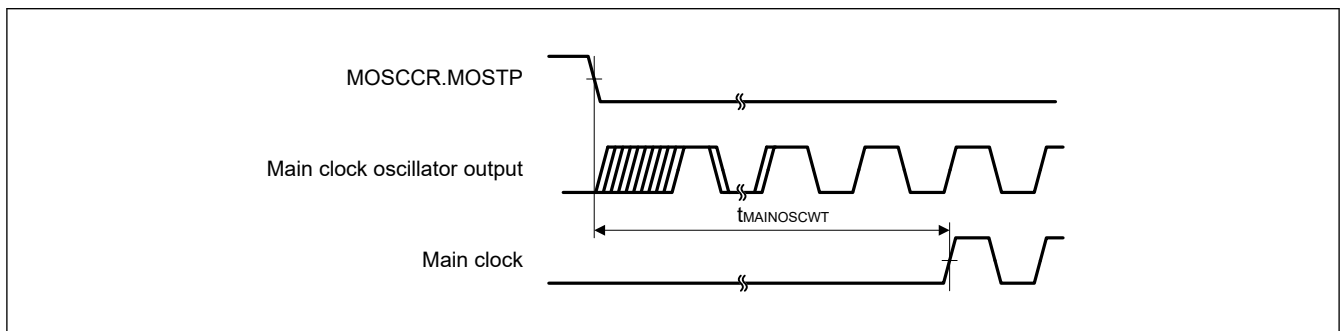 MOSCCR.MOSTP
Main clock oscillator output
tMAINOSCWT
Main clock